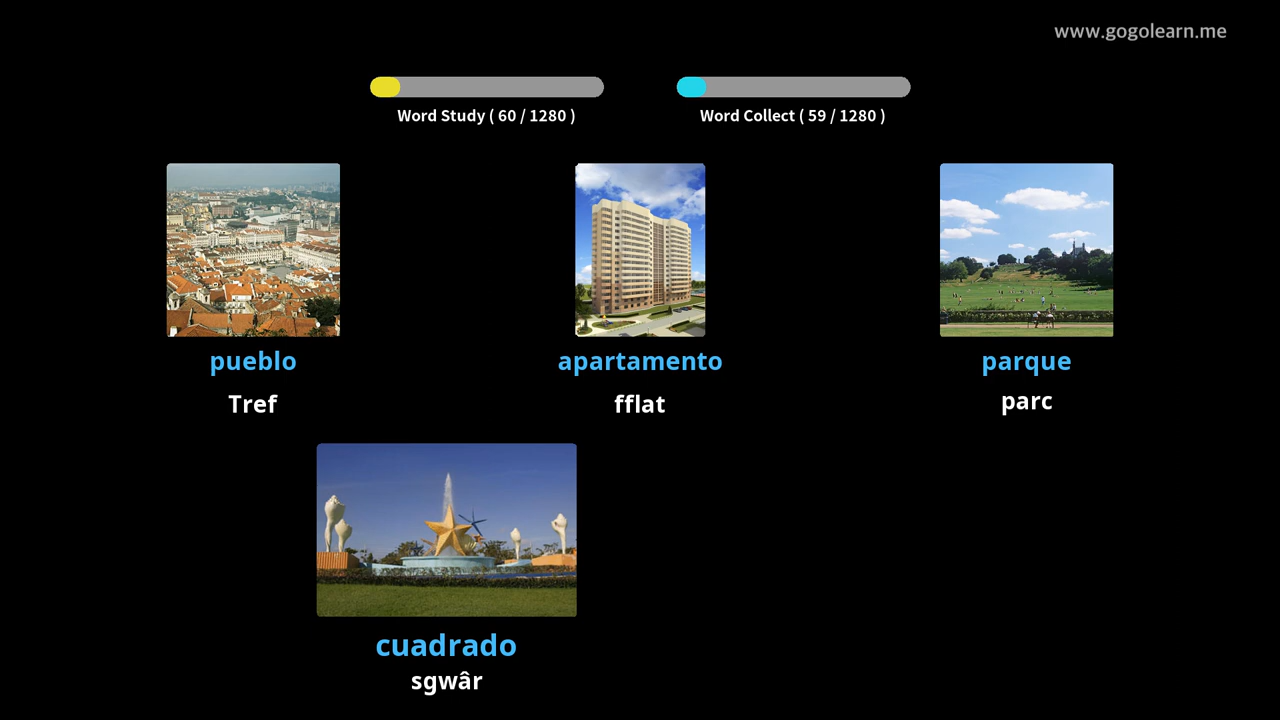 www.gogolearn.me
Word Study ( 60 / 1280 )
Word Collect ( 59 / 1280 )
pueblo
Tref
apartamento
fflat
parque
parc
cuadrado
sgwâr